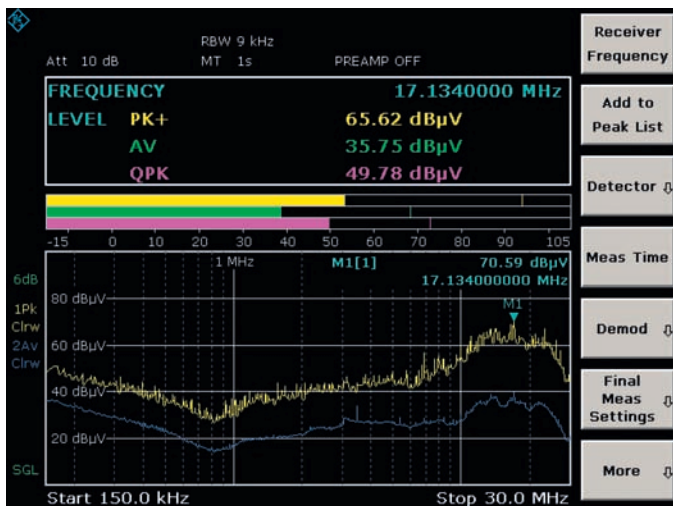 RBW 9 kHz
Att 10 dB MT 1s PREAMP OFF
FREQUENCY 17.1340000 MHz
LEVEL PK+ 65.62 dBµV
AV 35.75 dBµV
QPK 49.78 dBµV
-15 0 10 20 30 40 50 60 70 80 90 105
1 MHz M1[1] 70.59 dBµV
17.134000000 MHz
M1
6dB
1Pk
Clrw
2Av
Clrw
SGL
80 dBµV
60 dBµV
40 dBµV
20 dBµV
Start 150.0 kHz Stop 30.0 MHz
Receiver
Frequency
Add to
Peak List
Detector ⇩
Meas Time
Demod ⇩
Final
Meas ⇩
Settings
More ⇩